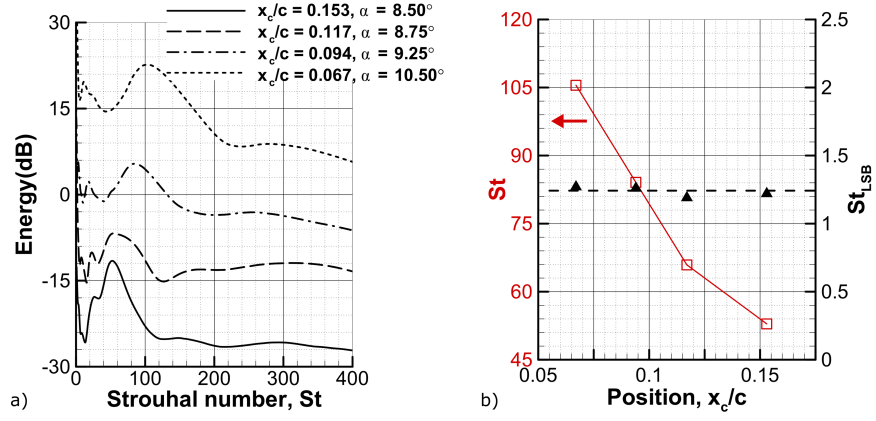 x_c/c = 0.153, α = 8.50°
x_c/c = 0.117, α = 8.75°
x_c/c = 0.094, α = 9.25°
x_c/c = 0.067, α = 10.50°
30
15
0
-15
-30
Energy(dB)
0 100 200 300 400
Strouhal number, St
a)
120
105
90
75
60
45
St
2.5
2
1.5
1
0.5
0
St_LSB
0.05 0.1 0.15
Position, x_c/c
b)